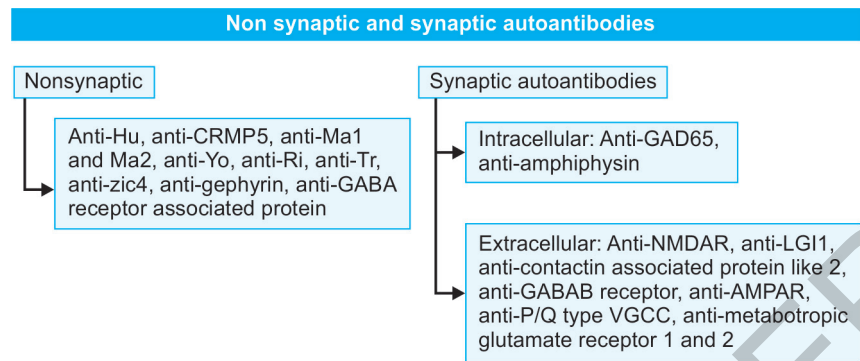 Non synaptic and synaptic autoantibodies
Nonsynaptic
Anti-Hu, anti-CRMP5, anti-Ma1
and Ma2, anti-Yo, anti-Ri, anti-Tr,
anti-zic4, anti-gephyrin, anti-GABA
receptor associated protein
Synaptic autoantibodies
Intracellular: Anti-GAD65,
anti-amphiphysin
Extracellular: Anti-NMDAR, anti-LGI1,
anti-contactin associated protein like 2,
anti-GABAB receptor, anti-AMPAR,
anti-P/Q type VGCC, anti-metabotropic
glutamate receptor 1 and 2